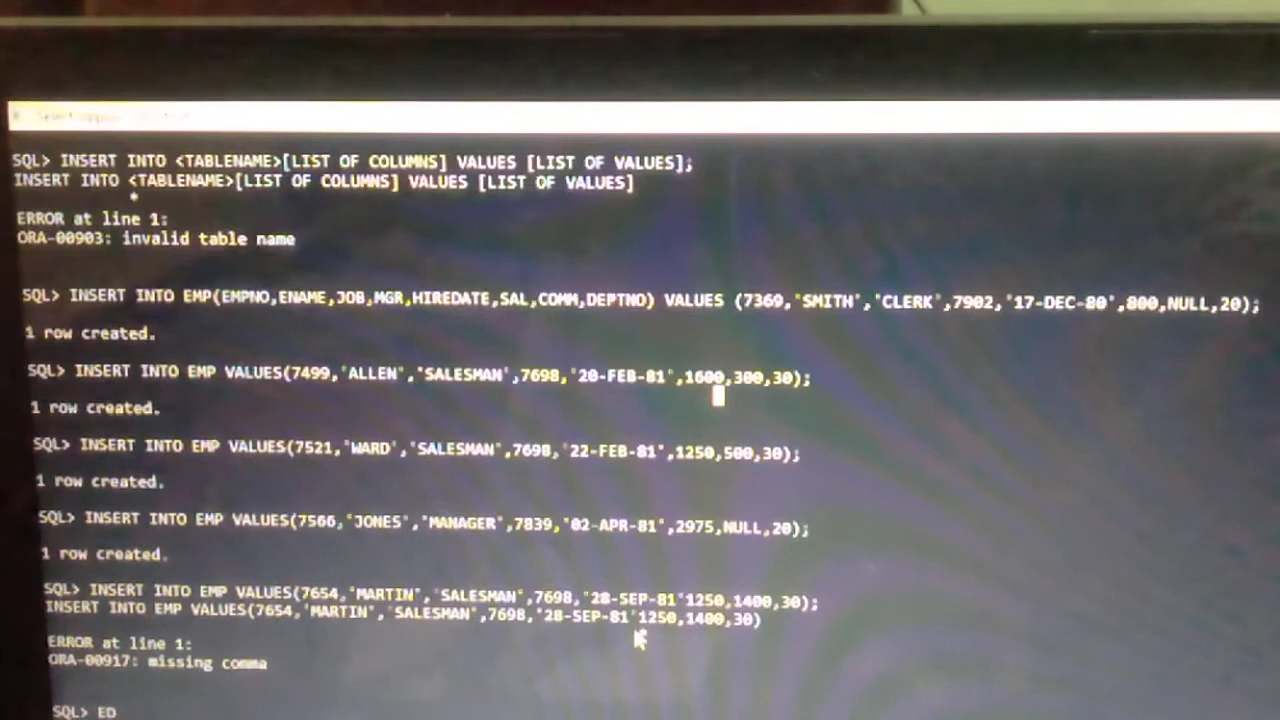 SQL> INSERT INTO <TABLENAME>[LIST OF COLUMNS] VALUES [LIST OF VALUES];
INSERT INTO <TABLENAME>[LIST OF COLUMNS] VALUES [LIST OF VALUES]
*
ERROR at line 1:
ORA-00903: invalid table name
SQL> INSERT INTO EMP(EMPNO,ENAME,JOB,MGR,HIREDATE,SAL,COMM,DEPTNO) VALUES (7369,'SMITH','CLERK',7902,'17-DEC-80',800,NULL,20);
1 row created.
SQL> INSERT INTO EMP VALUES(7499,'ALLEN','SALESMAN',7698,'20-FEB-81',1600,300,30);
1 row created.
SQL> INSERT INTO EMP VALUES(7521,'WARD','SALESMAN',7698,'22-FEB-81',1250,500,30);
1 row created.
SQL> INSERT INTO EMP VALUES(7566,'JONES','MANAGER',7839,'02-APR-81',2975,NULL,20);
1 row created.
SQL> INSERT INTO EMP VALUES(7654,'MARTIN','SALESMAN',7698,'28-SEP-81'1250,1400,30);
INSERT INTO EMP VALUES(7654,'MARTIN','SALESMAN',7698,'28-SEP-81'1250,1400,30)
ERROR at line 1:
ORA-00917: missing comma
SQL> ED